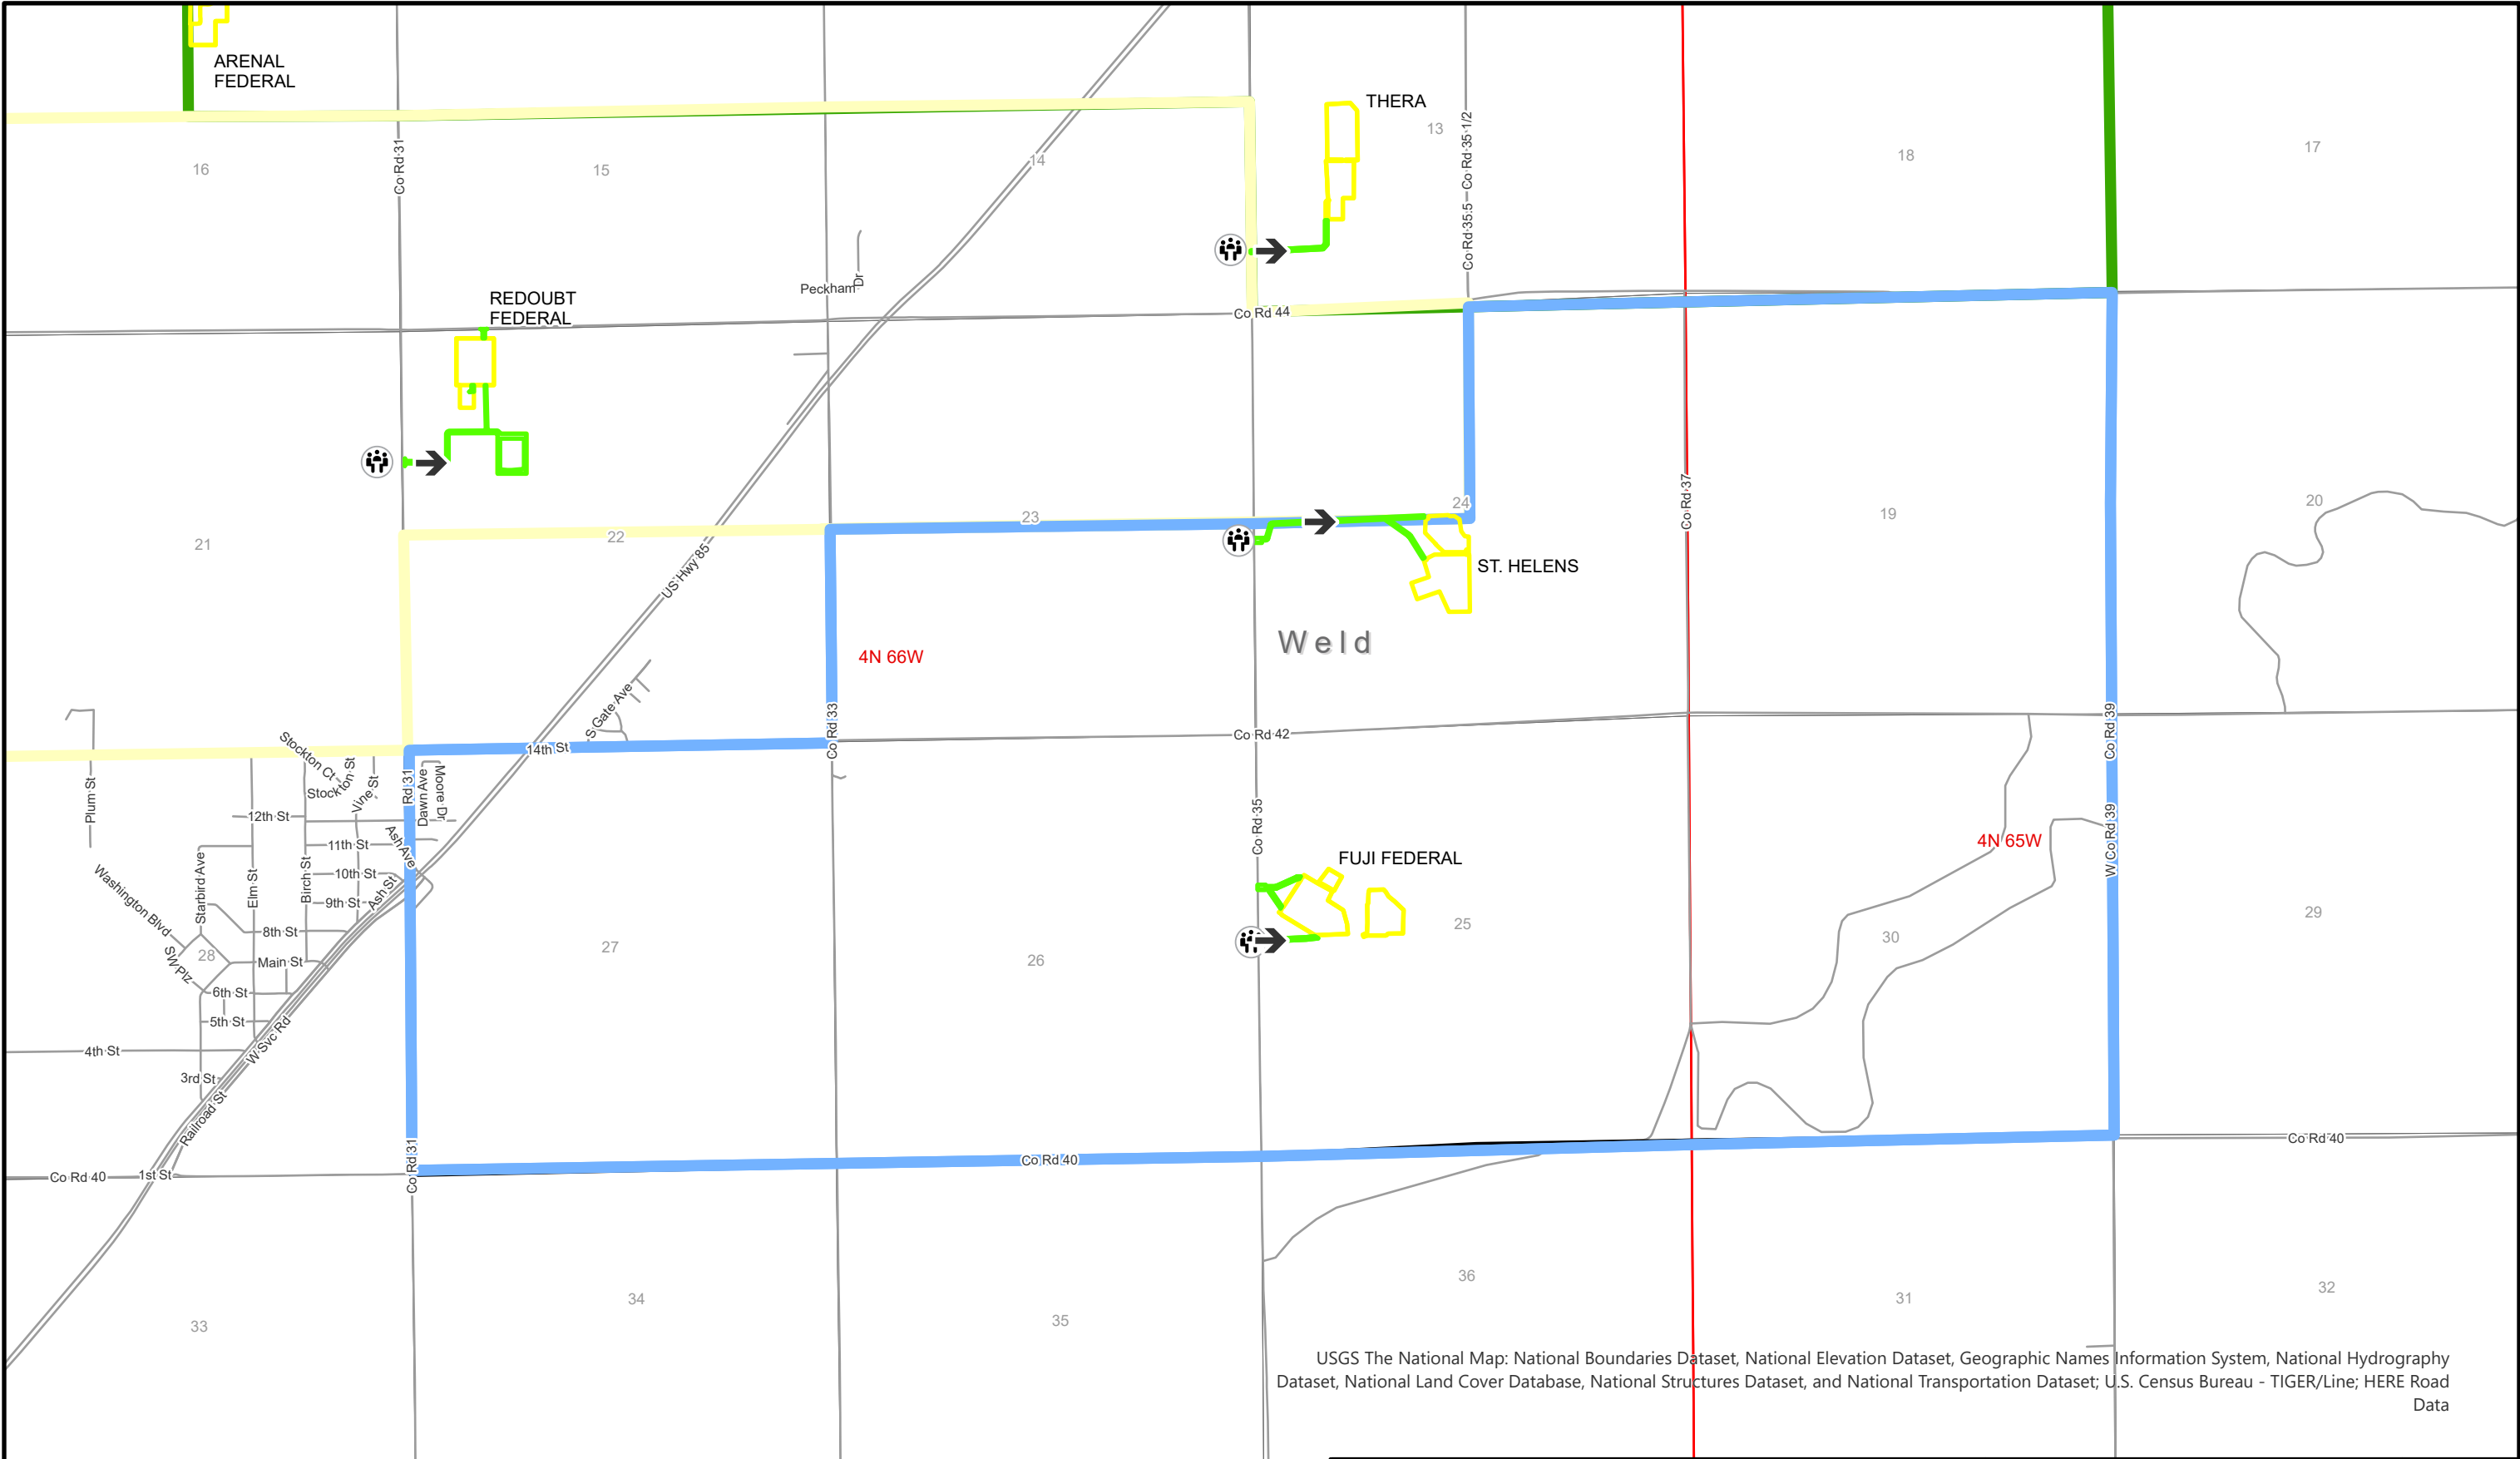 ARENAL
FEDERAL
THERA
13
Co Rd 35.5 – Co Rd 35 1/2
16
Co Rd 31
15
14
18
17
Peckham Dr
REDOUBT
FEDERAL
Co Rd 44
21
22
US Hwy 85
23
24
Co Rd 37
19
20
ST. HELENS
Weld
4N 66W
S Gate Ave
14th St
Co Rd 33
Co Rd 42
Co Rd 39
Stockton Ct
Stockton St
Vine St
Plum St
Rd 31
Dawn Ave
Moore Dr
12th St
11th St
Ash Ave
10th St
9th St
Ash St
Birch St
Elm St
Starbird Ave
Washington Blvd
8th St
28
SW Plz
Main St
6th St
5th St
W Svc Rd
4th St
3rd St
Railroad St
Co Rd 35
FUJI FEDERAL
4N 65W
W Co Rd 39
27
26
25
30
29
Co Rd 40
1st St
Co Rd 31
Co Rd 40
Co Rd 40
33
34
35
36
31
32
USGS The National Map: National Boundaries Dataset, National Elevation Dataset, Geographic Names Information System, National Hydrography
Dataset, National Land Cover Database, National Structures Dataset, and National Transportation Dataset; U.S. Census Bureau - TIGER/Line; HERE Road
Data